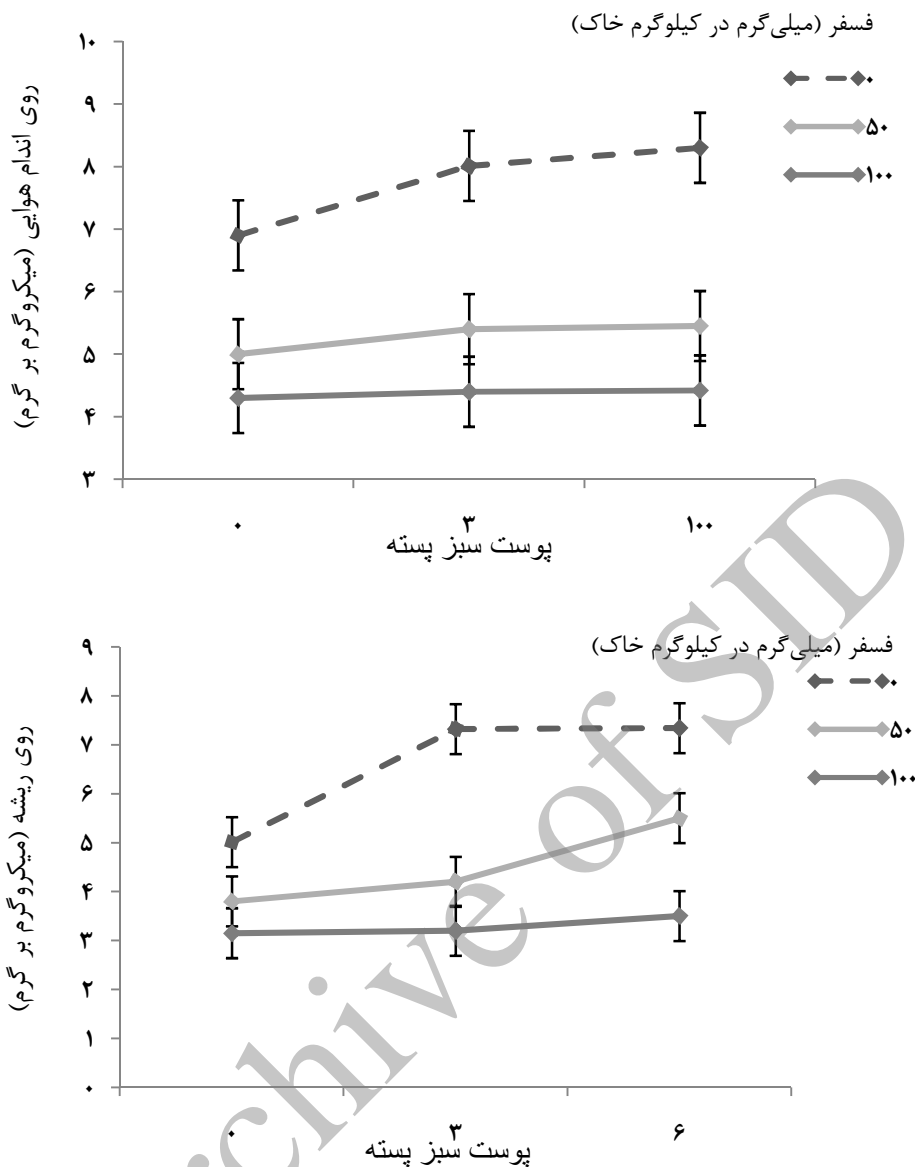 فسفر (میلی‌گرم در کیلوگرم خاک)
۰
۵۰
۱۰۰
روی اندام هوایی (میکروگرم بر گرم)
۱۰
۹
۸
۷
۶
۵
۴
۳
۰ ۳ ۱۰۰
پوست سبز پسته
فسفر (میلی‌گرم در کیلوگرم خاک)
۰
۵۰
۱۰۰
روی ریشه (میکروگرم بر گرم)
۹
۸
۷
۶
۵
۴
۳
۲
۱
۰
۰ ۳ ۶
پوست سبز پسته
Archive of SID